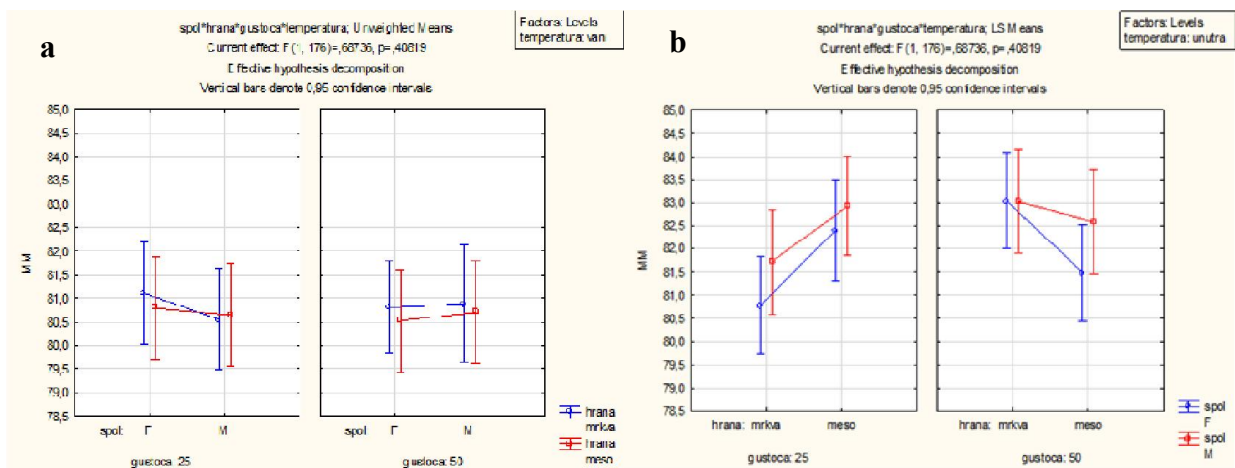 a
spol*hrana*gustoca*temperatura; Unweighted Means
Current effect: F(1, 176)=,68736, p=,40819
Effective hypothesis decomposition
Vertical bars denote 0,95 confidence intervals
Factors: Levels
temperatura: vani
85,0
84,5
84,0
83,5
83,0
82,5
82,0
81,5
81,0
80,5
80,0
79,5
79,0
78,5
MM
spol: F M
gustoca: 25
spol: F M
gustoca: 50
hrana
mrkva
hrana
meso
b
spol*hrana*gustoca*temperatura; LS Means
Current effect: F(1, 176)=,68736, p=,40819
Effective hypothesis decomposition
Vertical bars denote 0,95 confidence intervals
Factors: Levels
temperatura: unutra
85,0
84,5
84,0
83,5
83,0
82,5
82,0
81,5
81,0
80,5
80,0
79,5
79,0
78,5
MM
hrana: mrkva meso
gustoca: 25
hrana: mrkva meso
gustoca: 50
spol
F
spol
M